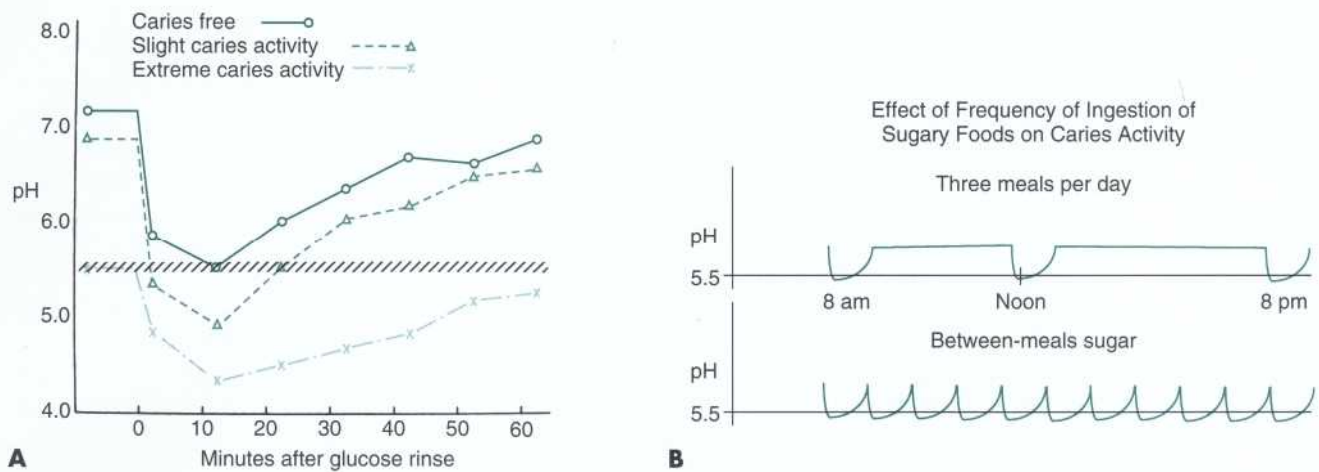 8.0
Caries free
Slight caries activity
Extreme caries activity
7.0
pH
6.0
5.0
4.0
0 10 20 30 40 50 60
Minutes after glucose rinse
A
Effect of Frequency of Ingestion of
Sugary Foods on Caries Activity
Three meals per day
pH
5.5
8 am Noon 8 pm
Between-meals sugar
pH
5.5
B